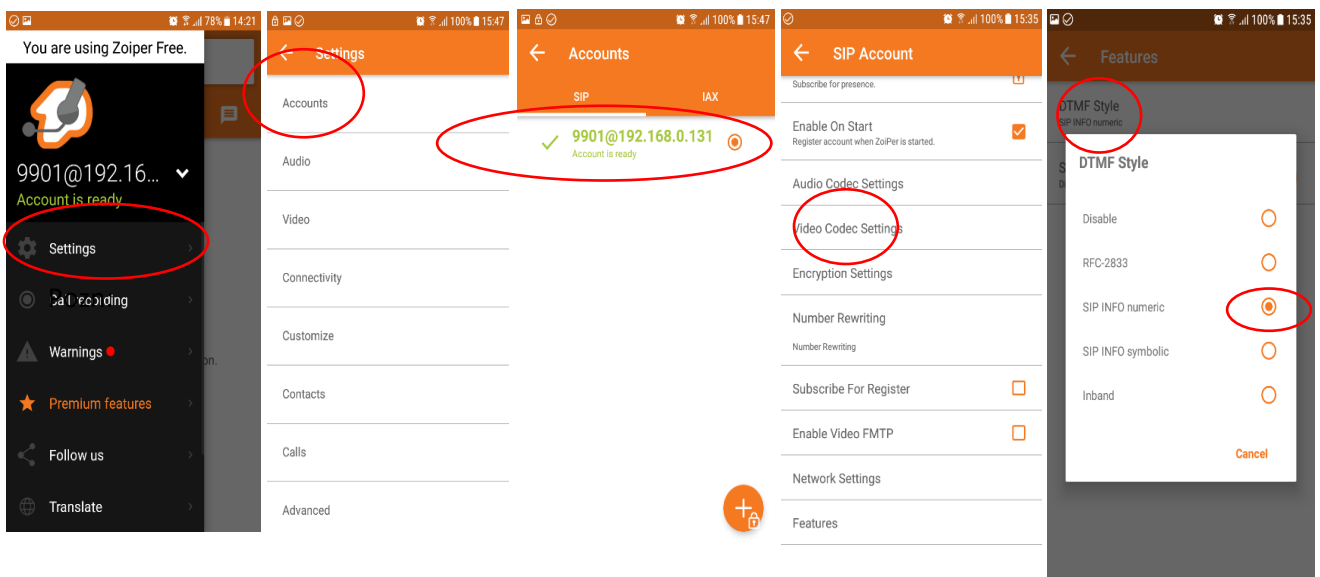 78% 14:21
You are using Zoiper Free.
9901@192.16...
Account is ready
Settings
Call recording
Warnings
on.
Premium features
Follow us
Translate
100% 15:47
Settings
Accounts
Audio
Video
Connectivity
Customize
Contacts
Calls
Advanced
100% 15:47
Accounts
SIP IAX
9901@192.168.0.131
Account is ready
100% 15:35
SIP Account
Subscribe for presence.
Enable On Start
Register account when ZoiPer is started.
Audio Codec Settings
Video Codec Settings
Encryption Settings
Number Rewriting
Number Rewriting
Subscribe For Register
Enable Video FMTP
Network Settings
Features
100% 15:35
Features
DTMF Style
SIP INFO numeric
DTMF Style
Disable
RFC-2833
SIP INFO numeric
SIP INFO symbolic
Inband
Cancel